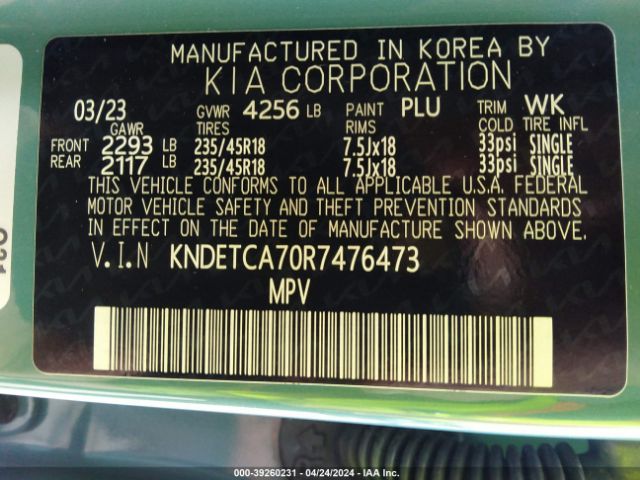 MANUFACTURED IN KOREA BY
KIA CORPORATION
03/23 GVWR 4256 LB PAINT PLU TRIM WK
GAWR TIRES RIMS COLD TIRE INFL
FRONT 2293 LB 235/45R18 7.5Jx18 33psi SINGLE
REAR 2117 LB 235/45R18 7.5Jx18 33psi SINGLE
THIS VEHICLE CONFORMS TO ALL APPLICABLE U.S.A. FEDERAL
MOTOR VEHICLE SAFETY AND THEFT PREVENTION STANDARDS
IN EFFECT ON THE DATE OF MANUFACTURE SHOWN ABOVE.
V.I.N KNDETCA70R7476473
MPV
000-39260231 - 04/24/2024 - IAA Inc.